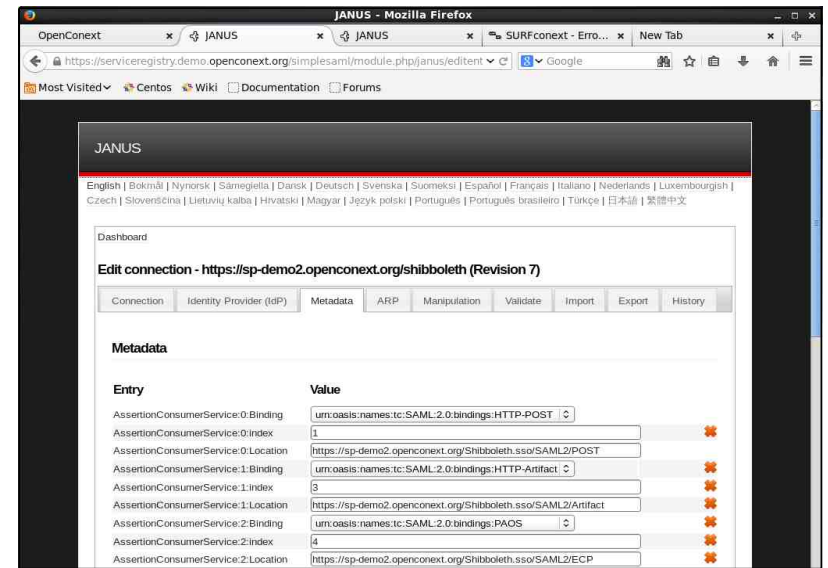 JANUS - Mozilla Firefox
OpenConext JANUS JANUS SURFconext - Erro... New Tab
https://serviceregistry.demo.openconext.org/simplesaml/module.php/janus/editent Google
Most Visited Centos Wiki Documentation Forums
JANUS
English | Bokmål | Nynorsk | Sámegiella | Dansk | Deutsch | Svenska | Suomeksi | Español | Français | Italiano | Nederlands | Luxembourgish |
Czech | Slovenščina | Lietuvių kalba | Hrvatski | Magyar | Język polski | Português | Português brasileiro | Türkçe | 日本語 | 繁體中文
Dashboard
Edit connection - https://sp-demo2.openconext.org/shibboleth (Revision 7)
Connection Identity Provider (IdP) Metadata ARP Manipulation Validate Import Export History
Metadata
Entry Value
AssertionConsumerService:0:Binding urn:oasis:names:tc:SAML:2.0:bindings:HTTP-POST
AssertionConsumerService:0:index 1
AssertionConsumerService:0:Location https://sp-demo2.openconext.org/Shibboleth.sso/SAML2/POST
AssertionConsumerService:1:Binding urn:oasis:names:tc:SAML:2.0:bindings:HTTP-Artifact
AssertionConsumerService:1:index 3
AssertionConsumerService:1:Location https://sp-demo2.openconext.org/Shibboleth.sso/SAML2/Artifact
AssertionConsumerService:2:Binding urn:oasis:names:tc:SAML:2.0:bindings:PAOS
AssertionConsumerService:2:index 4
AssertionConsumerService:2:Location https://sp-demo2.openconext.org/Shibboleth.sso/SAML2/ECP